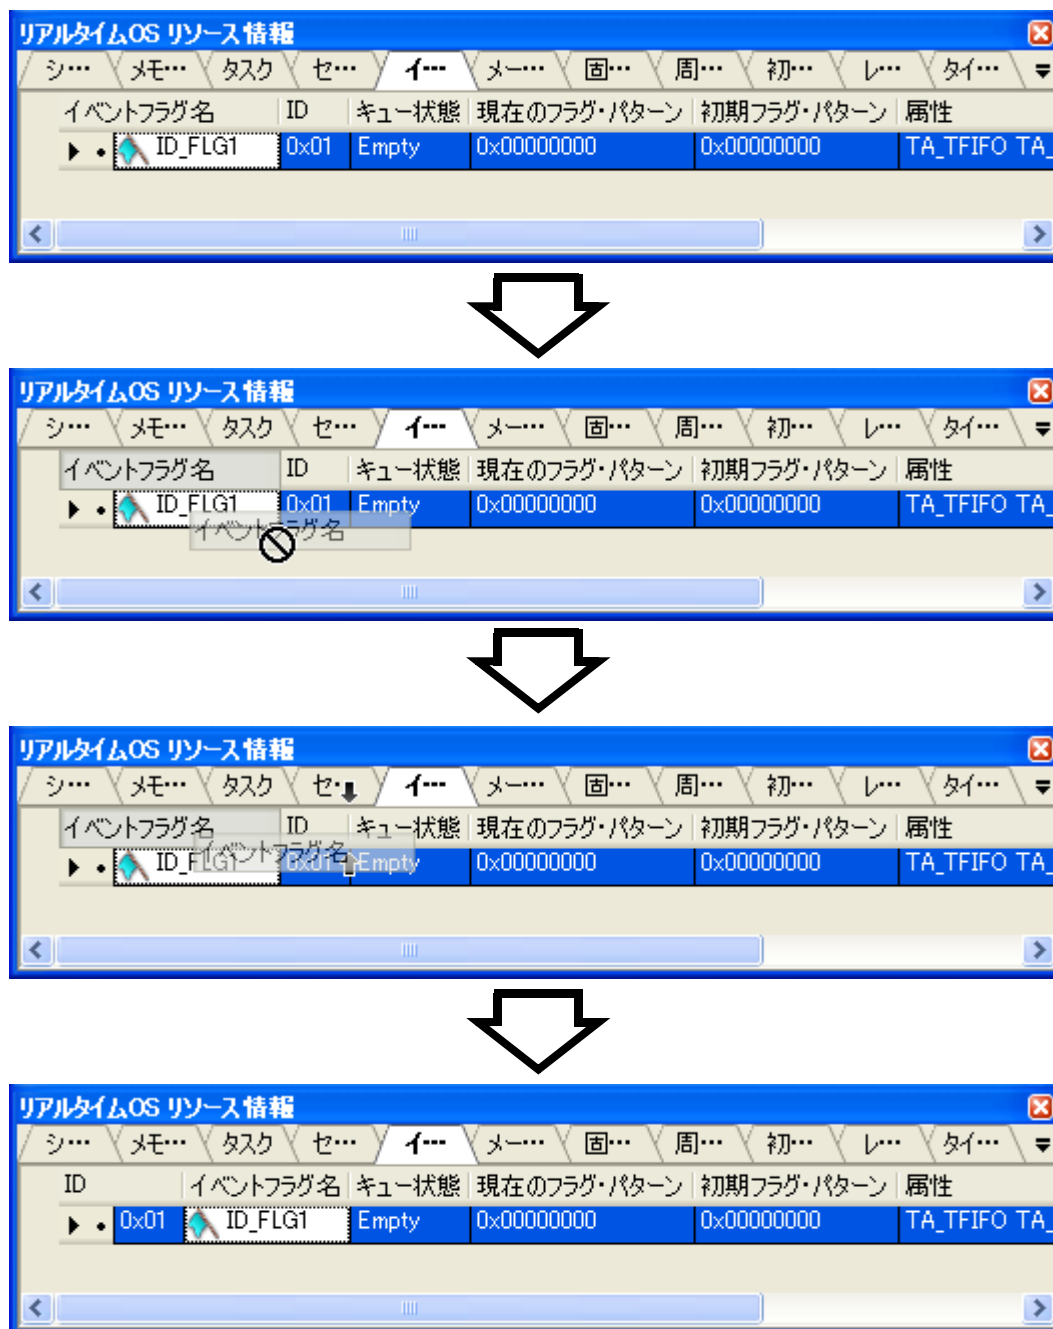 リアルタイムOS リソース情報
シ… メモ… タスク セ… イ… メー… 固… 周… 初… レ… タイ…
イベントフラグ名 ID キュー状態 現在のフラグ・パターン 初期フラグ・パターン 属性
ID_FLG1 0x01 Empty 0x00000000 0x00000000 TA_TFIFO TA_
リアルタイムOS リソース情報
シ… メモ… タスク セ… イ… メー… 固… 周… 初… レ… タイ…
イベントフラグ名 ID キュー状態 現在のフラグ・パターン 初期フラグ・パターン 属性
ID_FLG1 0x01 Empty 0x00000000 0x00000000 TA_TFIFO TA_
イベントフラグ名
リアルタイムOS リソース情報
シ… メモ… タスク セ… イ… メー… 固… 周… 初… レ… タイ…
イベントフラグ名 ID キュー状態 現在のフラグ・パターン 初期フラグ・パターン 属性
イベントフラグ名
ID_FLG1 0x01 Empty 0x00000000 0x00000000 TA_TFIFO TA_
リアルタイムOS リソース情報
シ… メモ… タスク セ… イ… メー… 固… 周… 初… レ… タイ…
ID イベントフラグ名 キュー状態 現在のフラグ・パターン 初期フラグ・パターン 属性
0x01 ID_FLG1 Empty 0x00000000 0x00000000 TA_TFIFO TA_